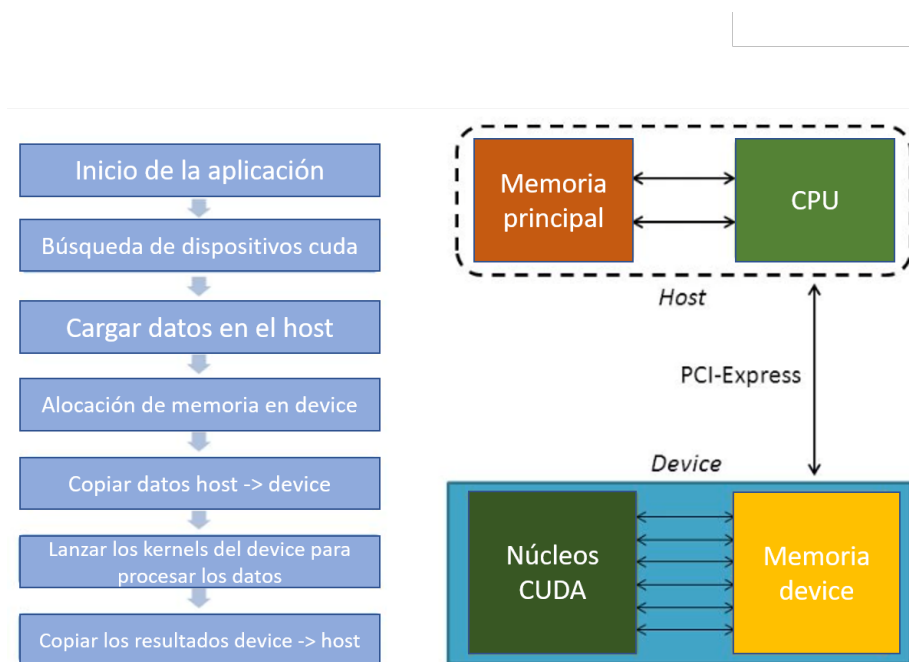 Inicio de la aplicación
Búsqueda de dispositivos cuda
Cargar datos en el host
Alocación de memoria en device
Copiar datos host -> device
Lanzar los kernels del device para
procesar los datos
Copiar los resultados device -> host
Memoria
principal
CPU
Host
PCI-Express
Device
Núcleos
CUDA
Memoria
device